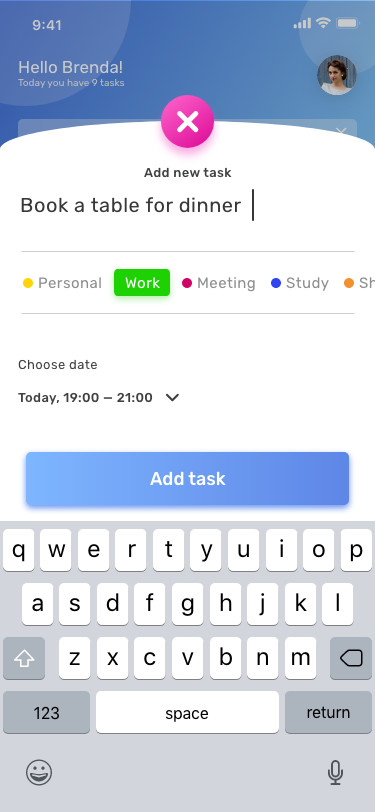 9:41
Hello Brenda!
Today you have 9 tasks
Add new task
Book a table for dinner
Personal Work Meeting Study Sh
Choose date
Today, 19:00 – 21:00
Add task
q w e r t y u i o p
a s d f g h j k l
z x c v b n m
123 space return